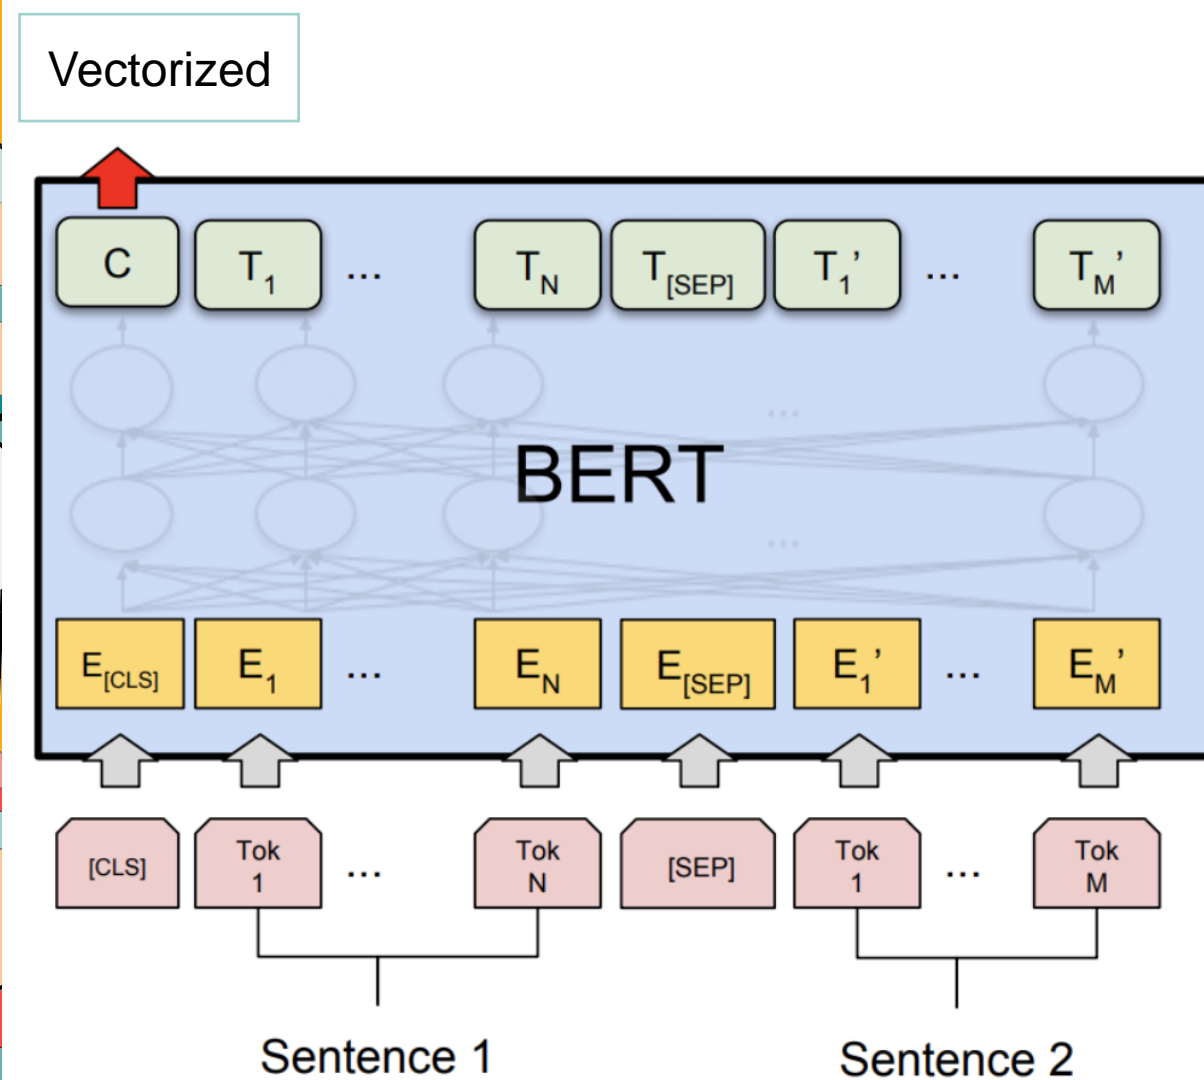 Vectorized
C T1 ... TN T[SEP] T1’ ... TM’
...
BERT
...
E[CLS] E1 ... EN E[SEP] E1’ ... EM’
[CLS] Tok 1 ... Tok N [SEP] Tok 1 ... Tok M
Sentence 1 Sentence 2